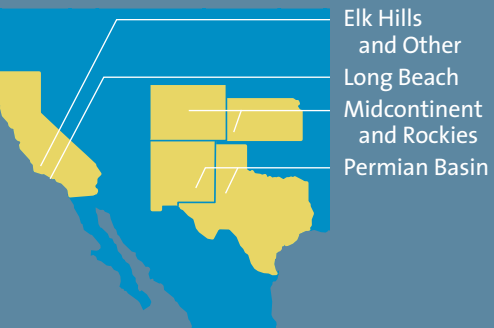 Elk Hills
and Other
Long Beach
Midcontinent
and Rockies
Permian Basin